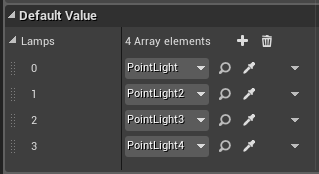 Default Value
Lamps 4 Array elements
0 PointLight
1 PointLight2
2 PointLight3
3 PointLight4